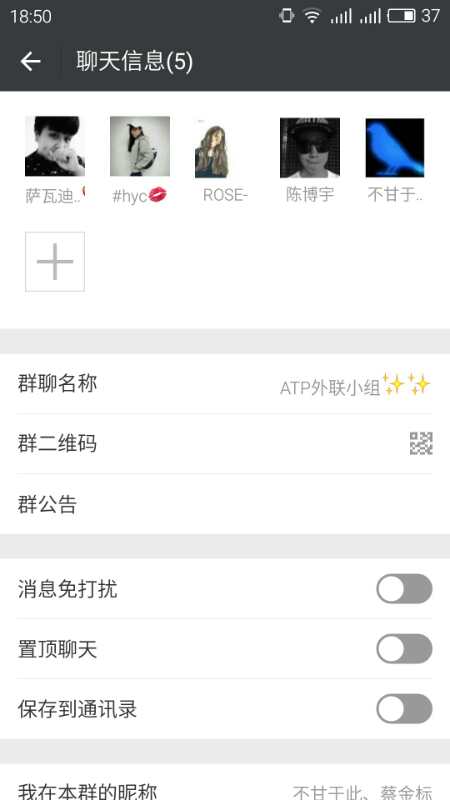 18:50 37
聊天信息(5)
萨瓦迪.. #hyc💋 ROSE- 陈博宇 不甘于..
群聊名称 ATP外联小组✨✨
群二维码
群公告
消息免打扰
置顶聊天
保存到通讯录
我在本群的昵称 不甘于此、蔡金标